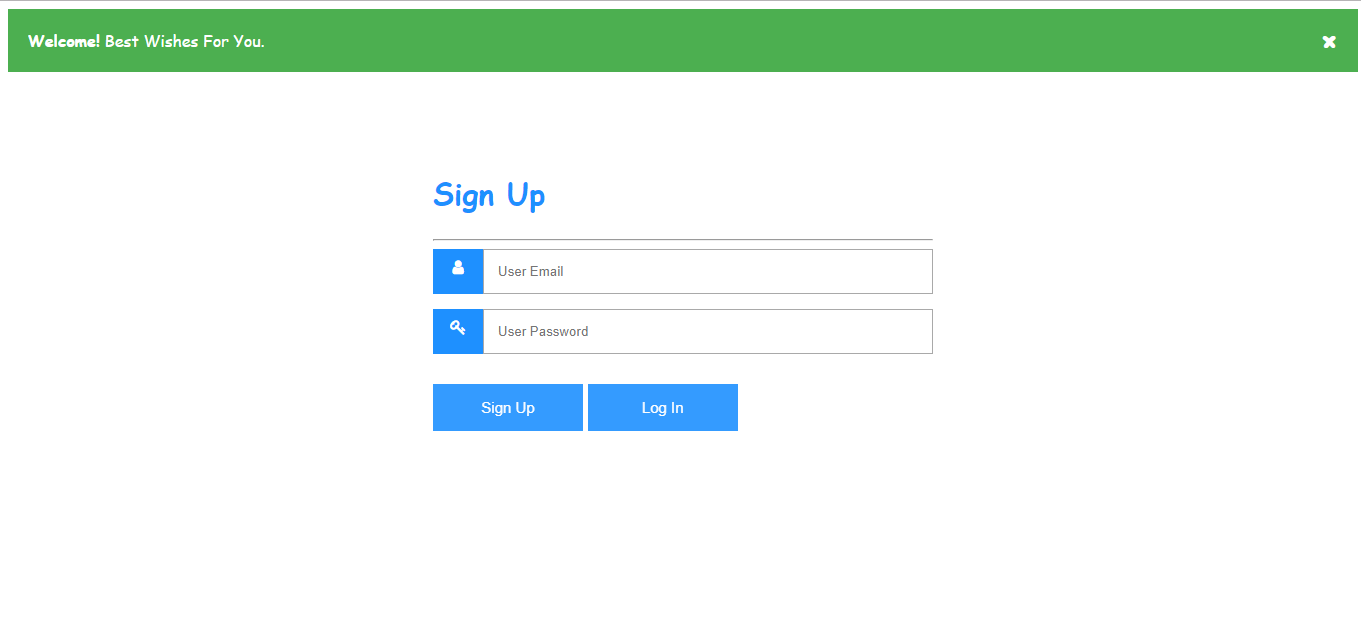 Welcome! Best Wishes For You.
Sign Up
User Email
User Password
Sign Up Log In